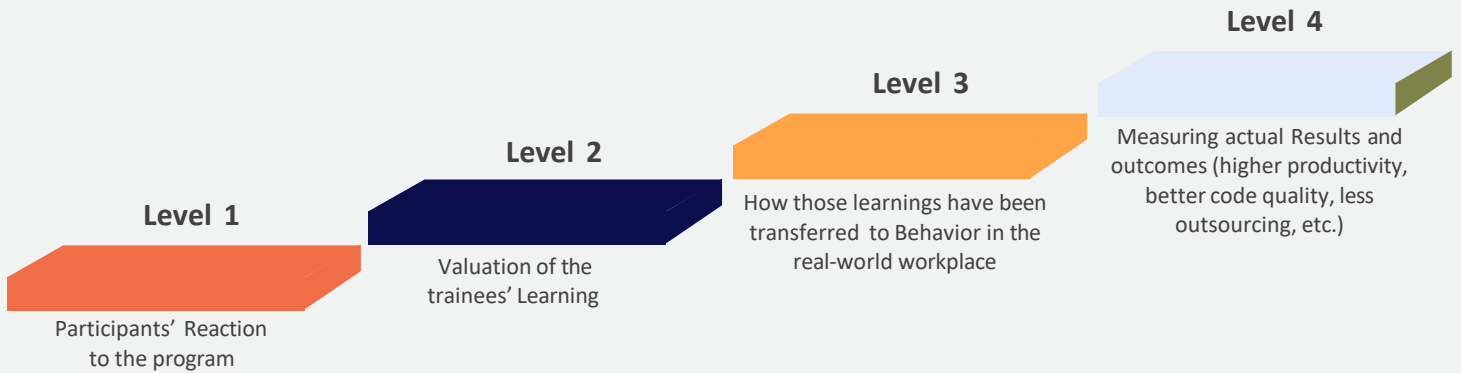 Level 1
Participants’ Reaction
to the program
Level 2
Valuation of the
trainees’ Learning
Level 3
How those learnings have been
transferred to Behavior in the
real-world workplace
Level 4
Measuring actual Results and
outcomes (higher productivity,
better code quality, less
outsourcing, etc.)